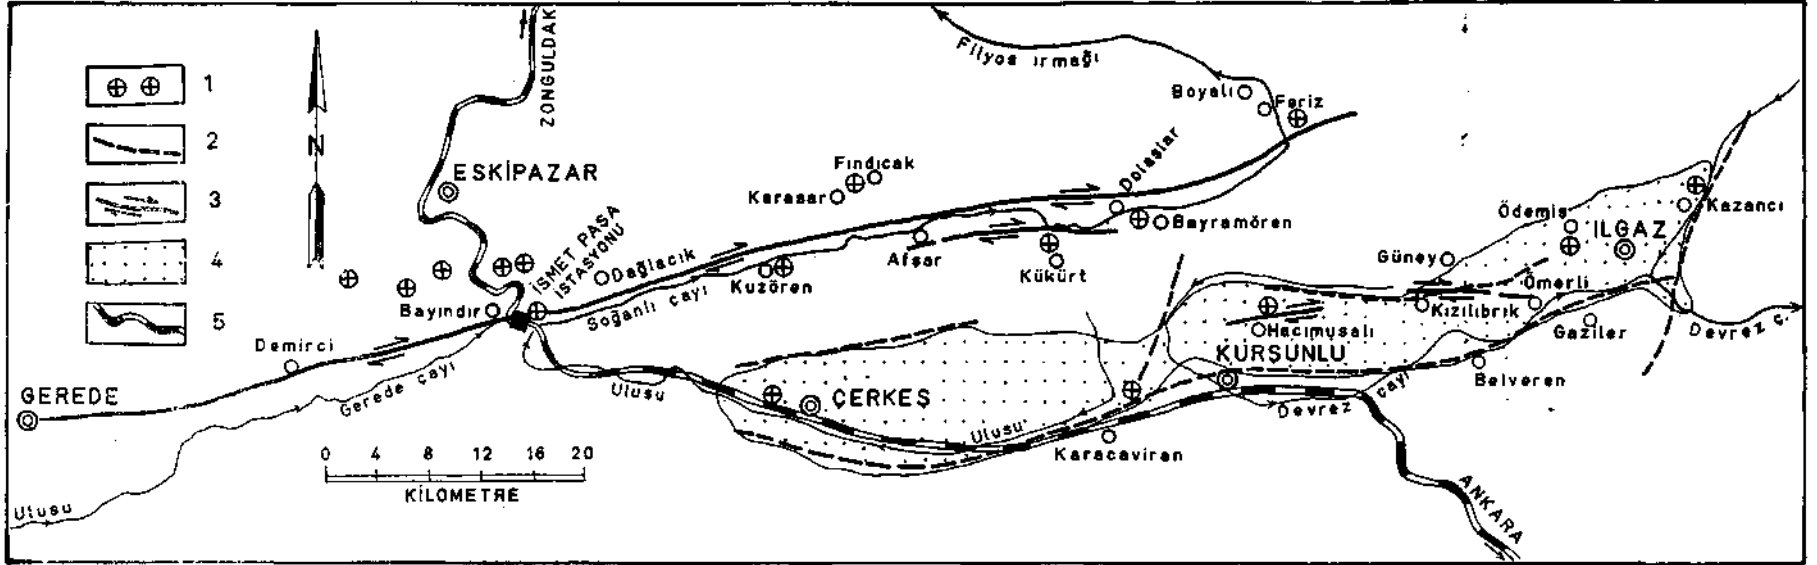 1
2
3
4
5
N
ZONGULDAK
Filyos ırmağı
Boyalı
Feriz
ESKİPAZAR
Fındıcak
Karasar
Dolaşlar
Bayramören
Kazancı
Ödemiş
ILGAZ
İSMET PAŞA
İSTASYONU
Dağlacık
Kuzören
Afşar
Kükürt
Güney
Ömerli
Bayındır
Soğanlı çayı
Kızılıbrık
Gaziler
Devrez ç.
Hacımusalı
Demirci
Gerede çayı
KURŞUNLU
Belveren
GEREDE
Ulusu
ÇERKEŞ
Ulusu
Devrez çayı
Karacaviran
0 4 8 12 16 20
KİLOMETRE
Ulusu
ANKARA